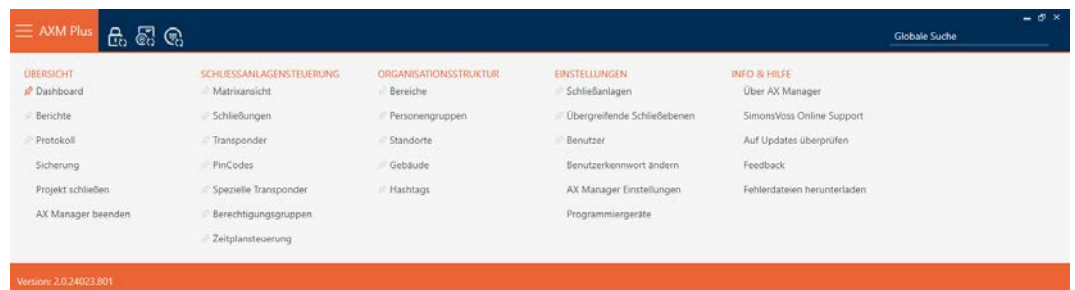 AXM Plus
Globale Suche
ÜBERSICHT
Dashboard
Berichte
Protokoll
Sicherung
Projekt schließen
AX Manager beenden
SCHLIESSANLAGENSTEUERUNG
Matrixansicht
Schließungen
Transponder
PinCodes
Spezielle Transponder
Berechtigungsgruppen
Zeitplansteuerung
ORGANISATIONSSTRUKTUR
Bereiche
Personengruppen
Standorte
Gebäude
Hashtags
EINSTELLUNGEN
Schließanlagen
Übergreifende Schließebenen
Benutzer
Benutzerkennwort ändern
AX Manager Einstellungen
Programmiergeräte
INFO & HILFE
Über AX Manager
SimonsVoss Online Support
Auf Updates überprüfen
Feedback
Fehlerdateien herunterladen
Version: 2.0.24023.801